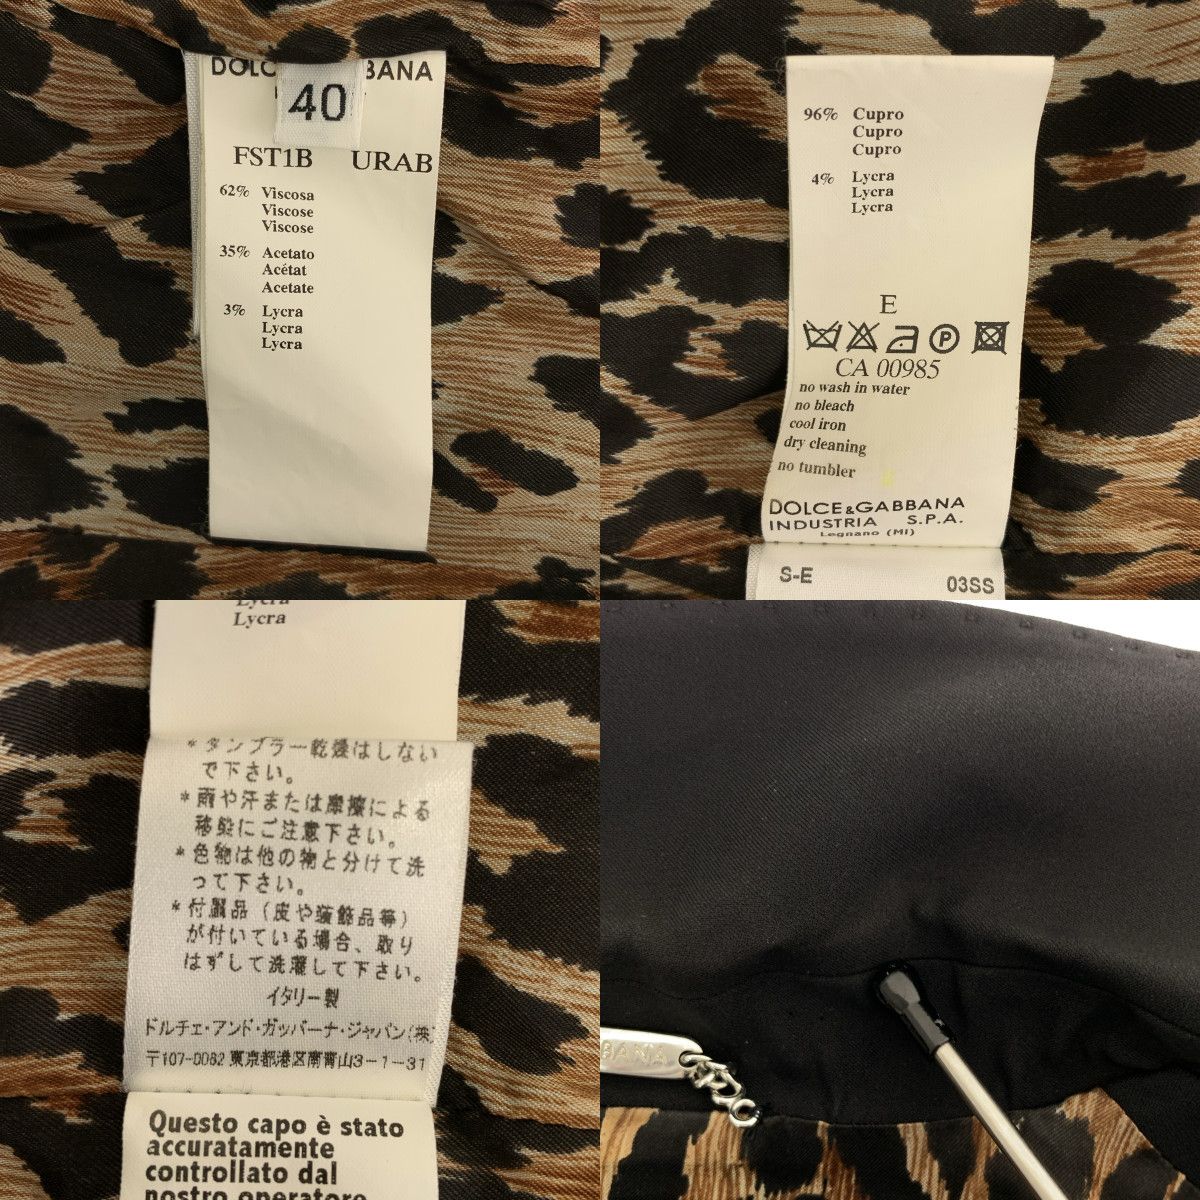 DOLC BANA
40
FST1B URAB
62% Viscosa
Viscose
Viscose
35% Acetato
Acétat
Acetate
3% Lycra
Lycra
Lycra
96% Cupro
Cupro
Cupro
4% Lycra
Lycra
Lycra
E
P
CA 00985
no wash in water
no bleach
cool iron
dry cleaning
no tumbler
DOLCE&GABBANA
INDUSTRIA S.P.A.
Legnano (MI)
S-E 03SS
Lycra
Lycra
*タンブラー乾燥はしない
で下さい。
*雨や汗または摩擦による
移染にご注意下さい。
*色物は他の物と分けて洗
って下さい。
*付属品（皮や装飾品等）
が付いている場合、取り
はずして洗濯して下さい。
イタリー製
ドルチェ・アンド・ガッバーナ・ジャパン(株)
〒107-0062 東京都港区南青山3-1-31
Questo capo è stato
accuratamente
controllato dal
nostro operatore
BANA